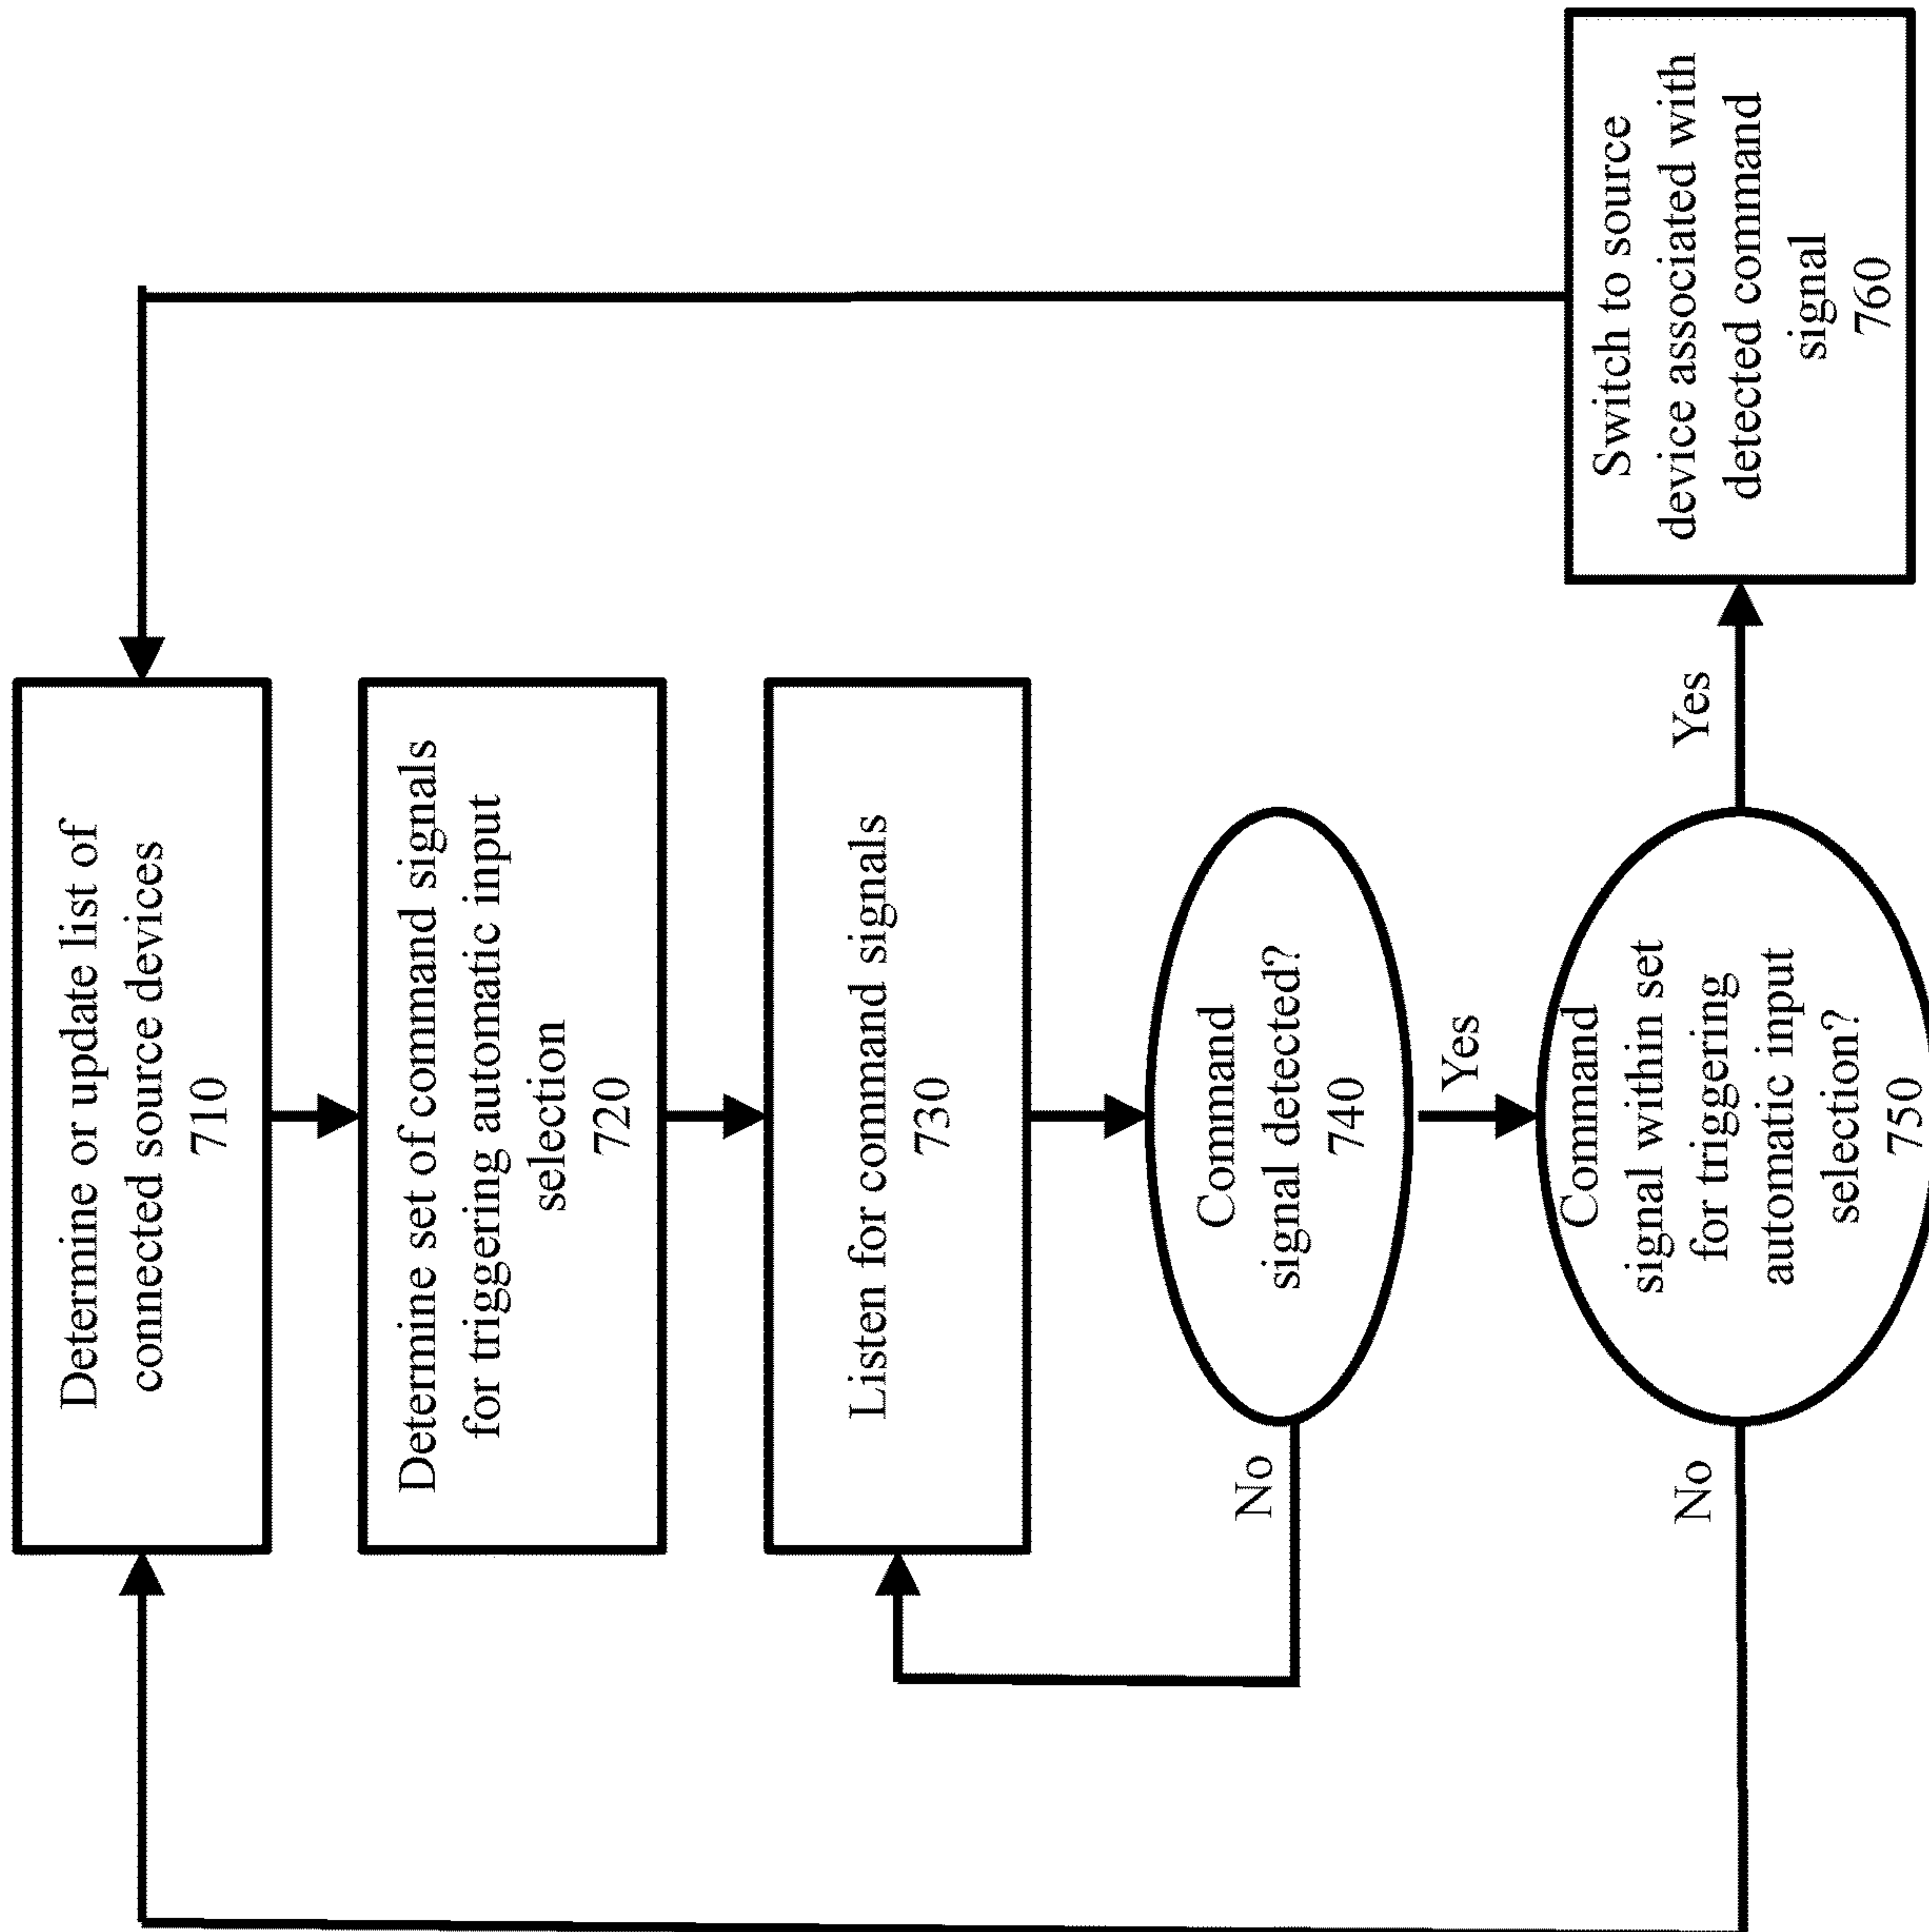 Determine or update list of
connected source devices
710
Determine set of command signals
for triggering automatic input
selection
720
Listen for command signals
730
Command
signal detected?
740
No
Yes
Command
signal within set
for triggering
automatic input
selection?
750
No
Yes
Switch to source
device associated with
detected command
signal
760